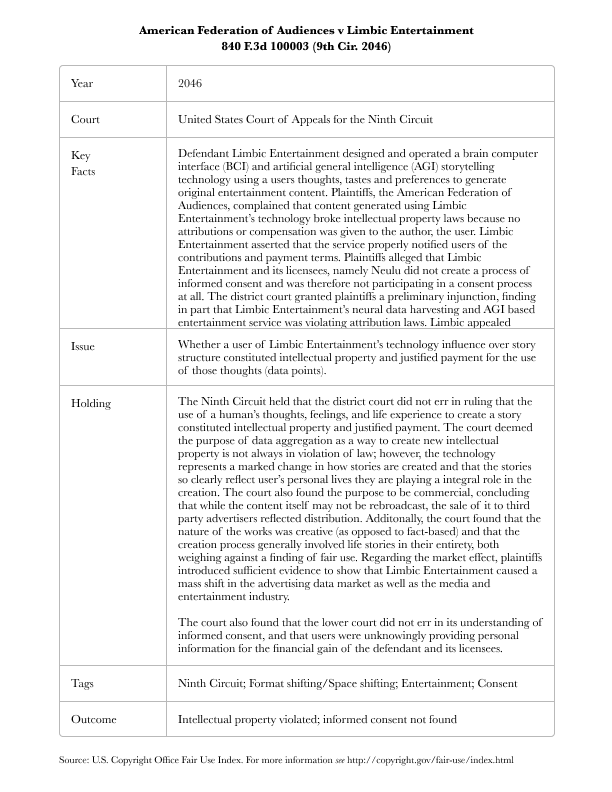 American Federation of Audiences v Limbic Entertainment
840 F.3d 100003 (9th Cir. 2046)
Year
2046
Court
United States Court of Appeals for the Ninth Circuit
Key
Facts
Defendant Limbic Entertainment designed and operated a brain computer
interface (BCI) and artificial general intelligence (AGI) storytelling
technology using a users thoughts, tastes and preferences to generate
original entertainment content. Plaintiffs, the American Federation of
Audiences, complained that content generated using Limbic
Entertainment's technology broke intellectual property laws because no
attributions or compensation was given to the author, the user. Limbic
Entertainment asserted that the service properly notified users of the
contributions and payment terms. Plaintiffs alleged that Limbic
Entertainment and its licensees, namely Neulu did not create a process of
informed consent and was therefore not participating in a consent process
at all. The district court granted plaintiffs a preliminary injunction, finding
in part that Limbic Entertainment's neural data harvesting and AGI based
entertainment service was violating attribution laws. Limbic appealed
Issue
Whether a user of Limbic Entertainment's technology influence over story
structure constituted intellectual property and justified payment for the use
of those thoughts (data points).
Holding
The Ninth Circuit held that the district court did not err in ruling that the
use of a human's thoughts, feelings, and life experience to create a story
constituted intellectual property and justified payment. The court deemed
the purpose of data aggregation as a way to create new intellectual
property is not always in violation of law; however, the technology
represents a marked change in how stories are created and that the stories
so clearly reflect user's personal lives they are playing a integral role in the
creation. The court also found the purpose to be commercial, concluding
that while the content itself may not be rebroadcast, the sale of it to third
party advertisers reflected distribution. Additonally, the court found that the
nature of the works was creative (as opposed to fact-based) and that the
creation process generally involved life stories in their entirety, both
weighing against a finding of fair use. Regarding the market effect, plaintiffs
introduced sufficient evidence to show that Limbic Entertainment caused a
mass shift in the advertising data market as well as the media and
entertainment industry.
The court also found that the lower court did not err in its understanding of
informed consent, and that users were unknowingly providing personal
information for the financial gain of the defendant and its licensees.
Tags
Ninth Circuit; Format shifting/Space shifting; Entertainment; Consent
Outcome
Intellectual property violated; informed consent not found
Source: U.S. Copyright Office Fair Use Index. For more information see http://copyright.gov/fair-use/index.html